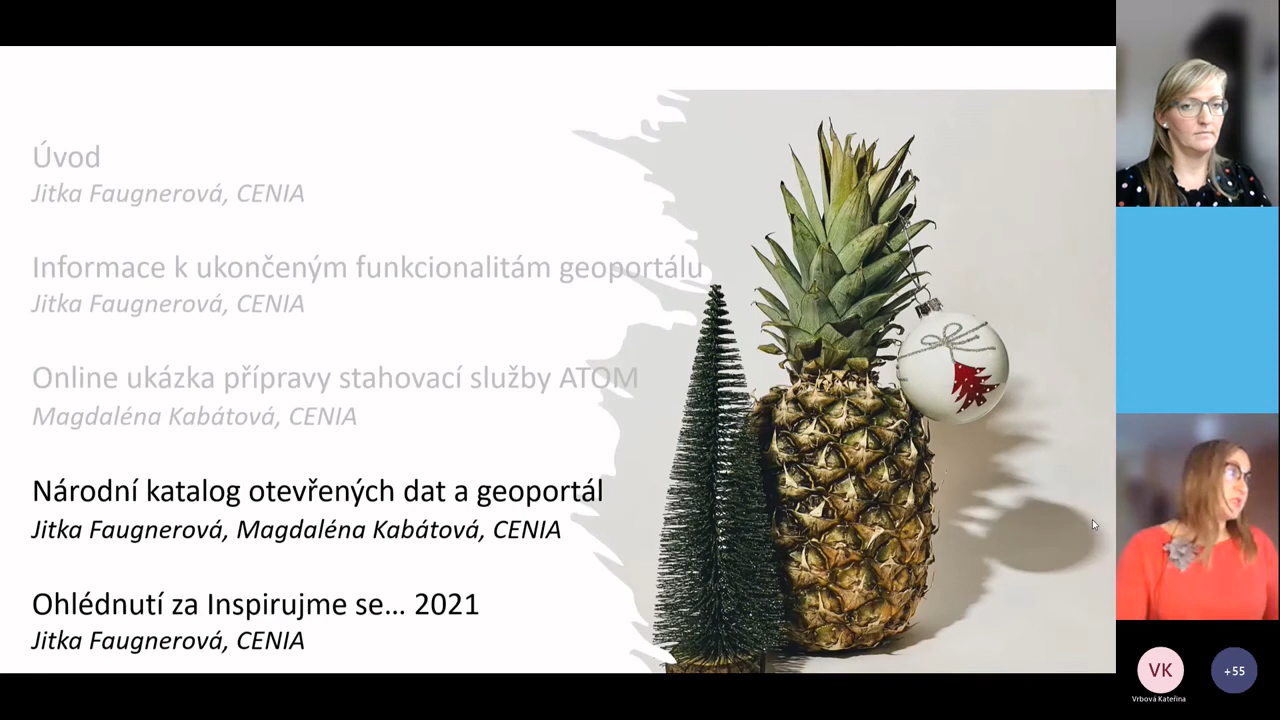 Úvod
Jitka Faugnerová, CENIA
Informace k ukončeným funkcionalitám geoportálu
Jitka Faugnerová, CENIA
Online ukázka přípravy stahovací služby ATOM
Magdaléna Kabátová, CENIA
Národní katalog otevřených dat a geoportál
Jitka Faugnerová, Magdaléna Kabátová, CENIA
Ohlédnutí za Inspirujme se... 2021
Jitka Faugnerová, CENIA
VK
+55
Vrbová Kateřina